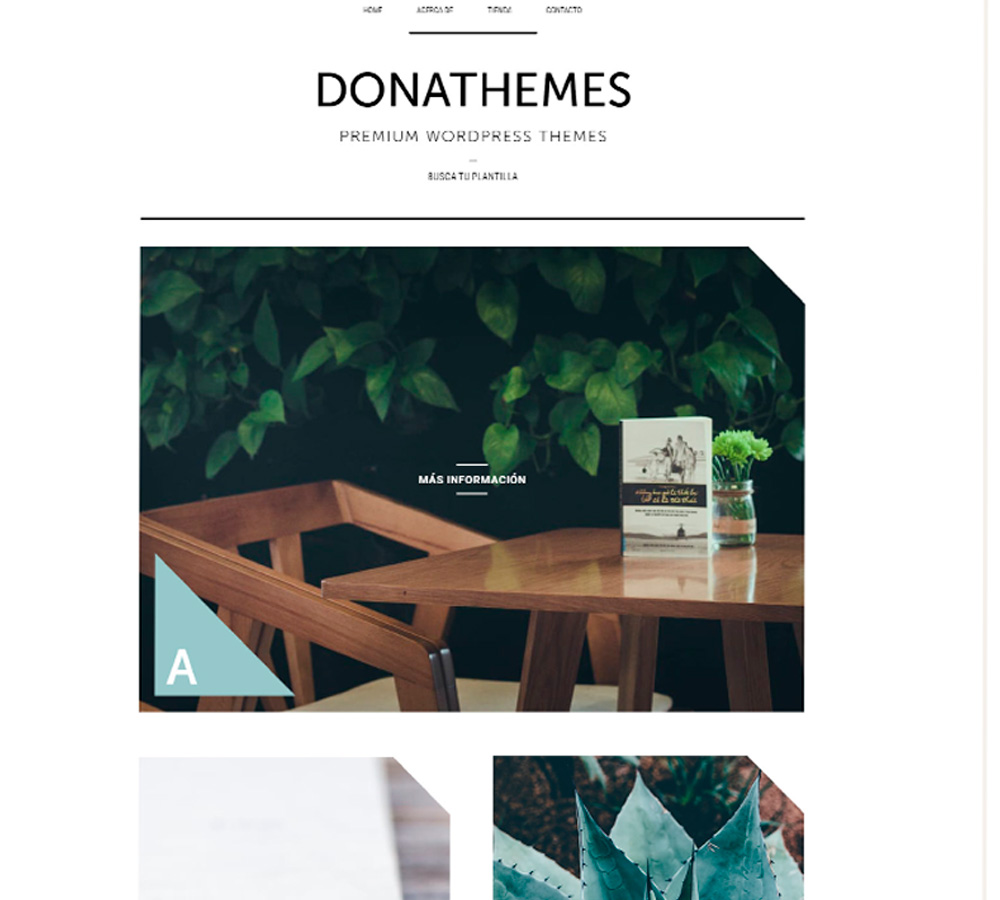 HOME ACERCA DE TIENDA CONTACTO
DONATHEMES
PREMIUM WORDPRESS THEMES
BUSCA TU PLANTILLA
MÁS INFORMACIÓN
A